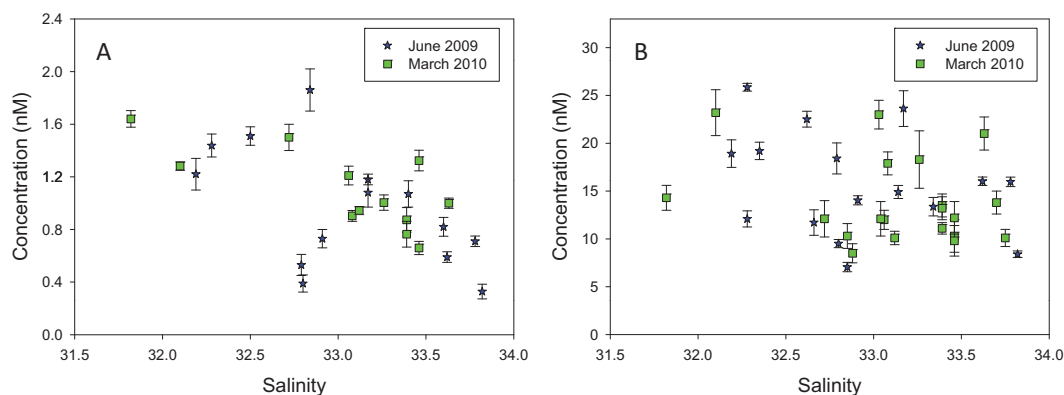 A
June 2009
March 2010
Concentration (nM)
2.4
2.0
1.6
1.2
0.8
0.4
0.0
31.5 32.0 32.5 33.0 33.5 34.0
Salinity
B
June 2009
March 2010
Concentration (nM)
30
25
20
15
10
5
0
31.5 32.0 32.5 33.0 33.5 34.0
Salinity